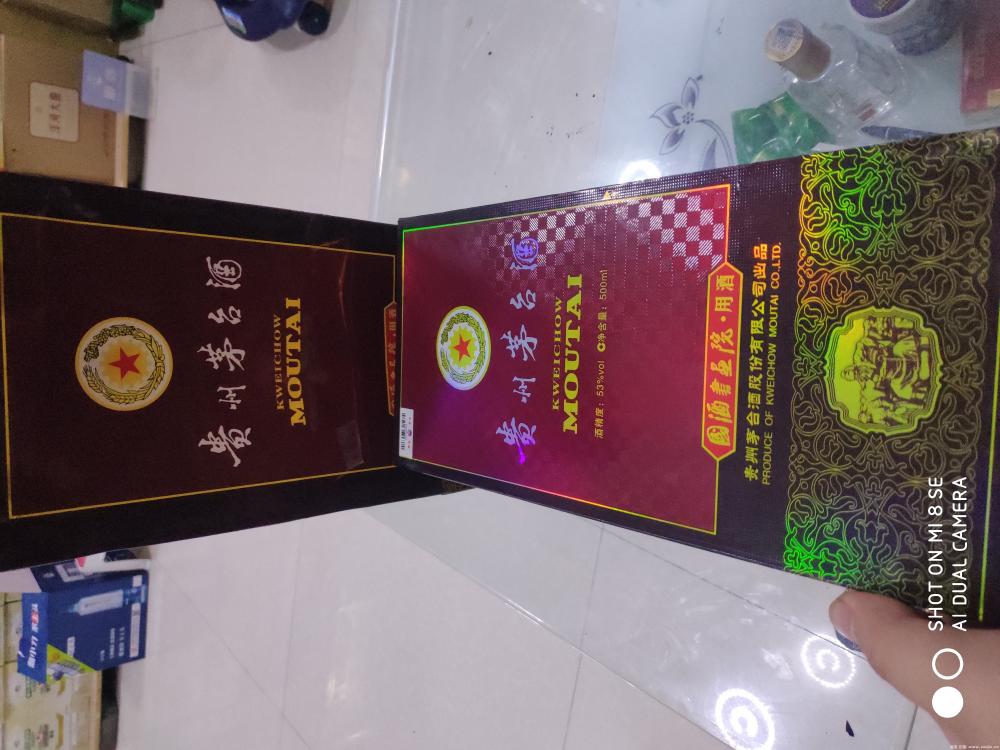 貴州茅台酒
KWEICHOW
MOUTAI
貴州茅台酒
KWEICHOW
MOUTAI
酒精度：53%vol 净含量：500ml
国酒书画院·用酒
贵州茅台酒股份有限公司出品
PRODUCE OF KWEICHOW MOUTAI CO.,LTD.
SHOT ON MI 8 SE
AI DUAL CAMERA